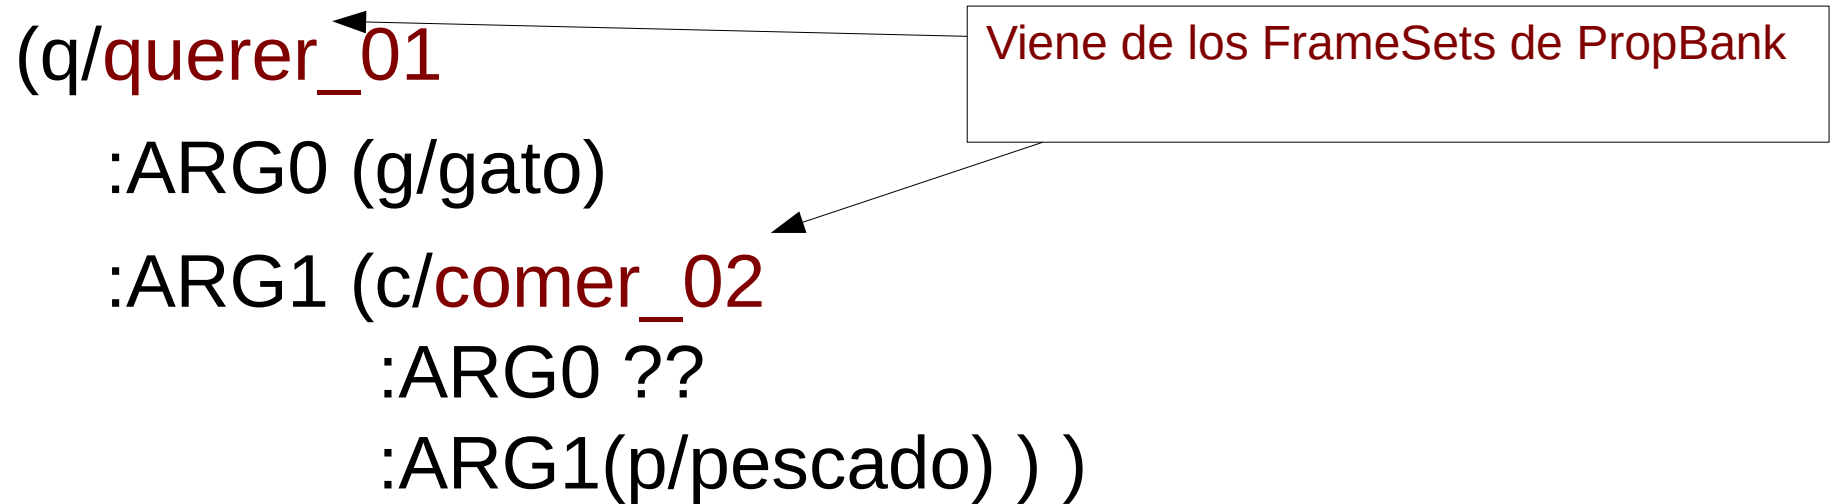 (q/querer_01
Viene de los FrameSets de PropBank
:ARG0 (g/gato)
:ARG1 (c/comer_02
:ARG0 ??
:ARG1(p/pescado) ) )